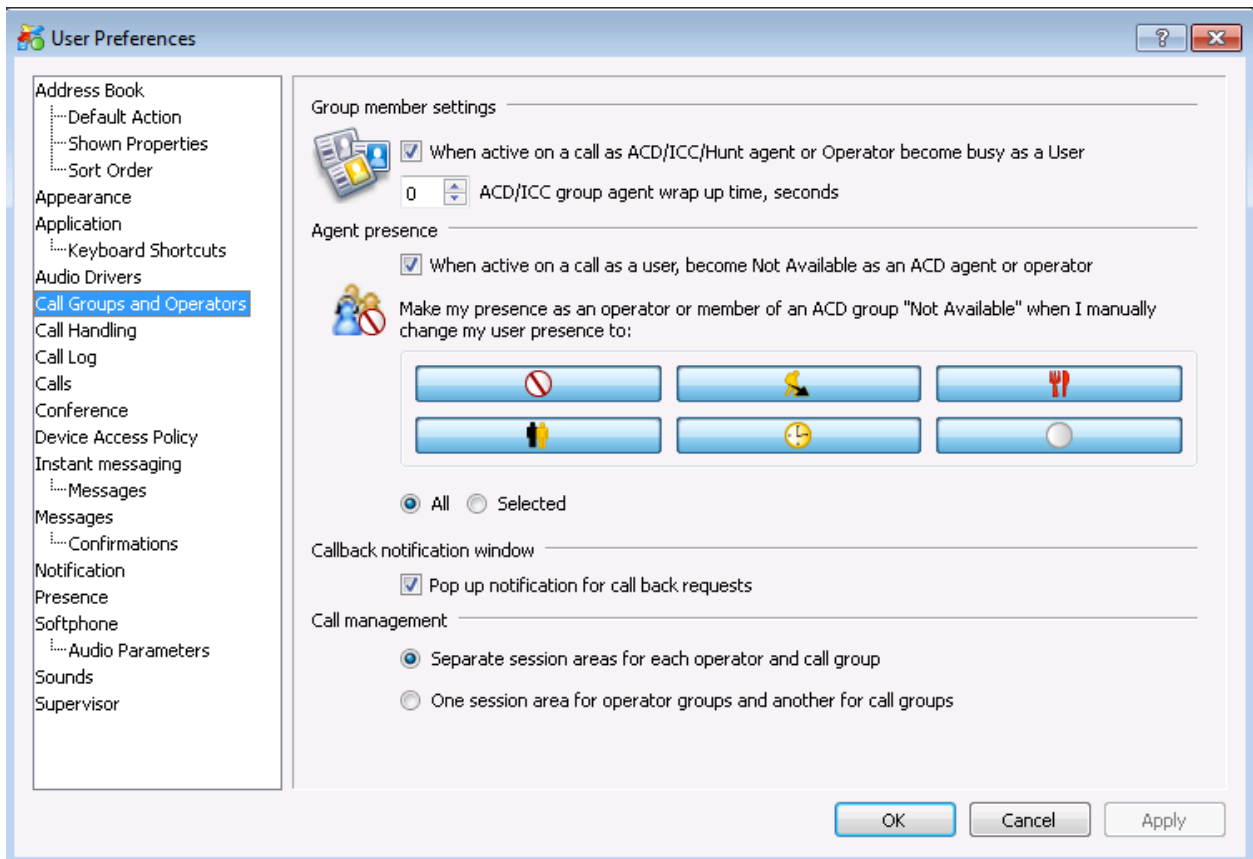 User Preferences
Address Book
Default Action
Shown Properties
Sort Order
Appearance
Application
Keyboard Shortcuts
Audio Drivers
Call Groups and Operators
Call Handling
Call Log
Calls
Conference
Device Access Policy
Instant messaging
Messages
Messages
Confirmations
Notification
Presence
Softphone
Audio Parameters
Sounds
Supervisor
Group member settings
When active on a call as ACD/ICC/Hunt agent or Operator become busy as a User
0 ACD/ICC group agent wrap up time, seconds
Agent presence
When active on a call as a user, become Not Available as an ACD agent or operator
Make my presence as an operator or member of an ACD group "Not Available" when I manually
change my user presence to:
All Selected
Callback notification window
Pop up notification for call back requests
Call management
Separate session areas for each operator and call group
One session area for operator groups and another for call groups
OK Cancel Apply